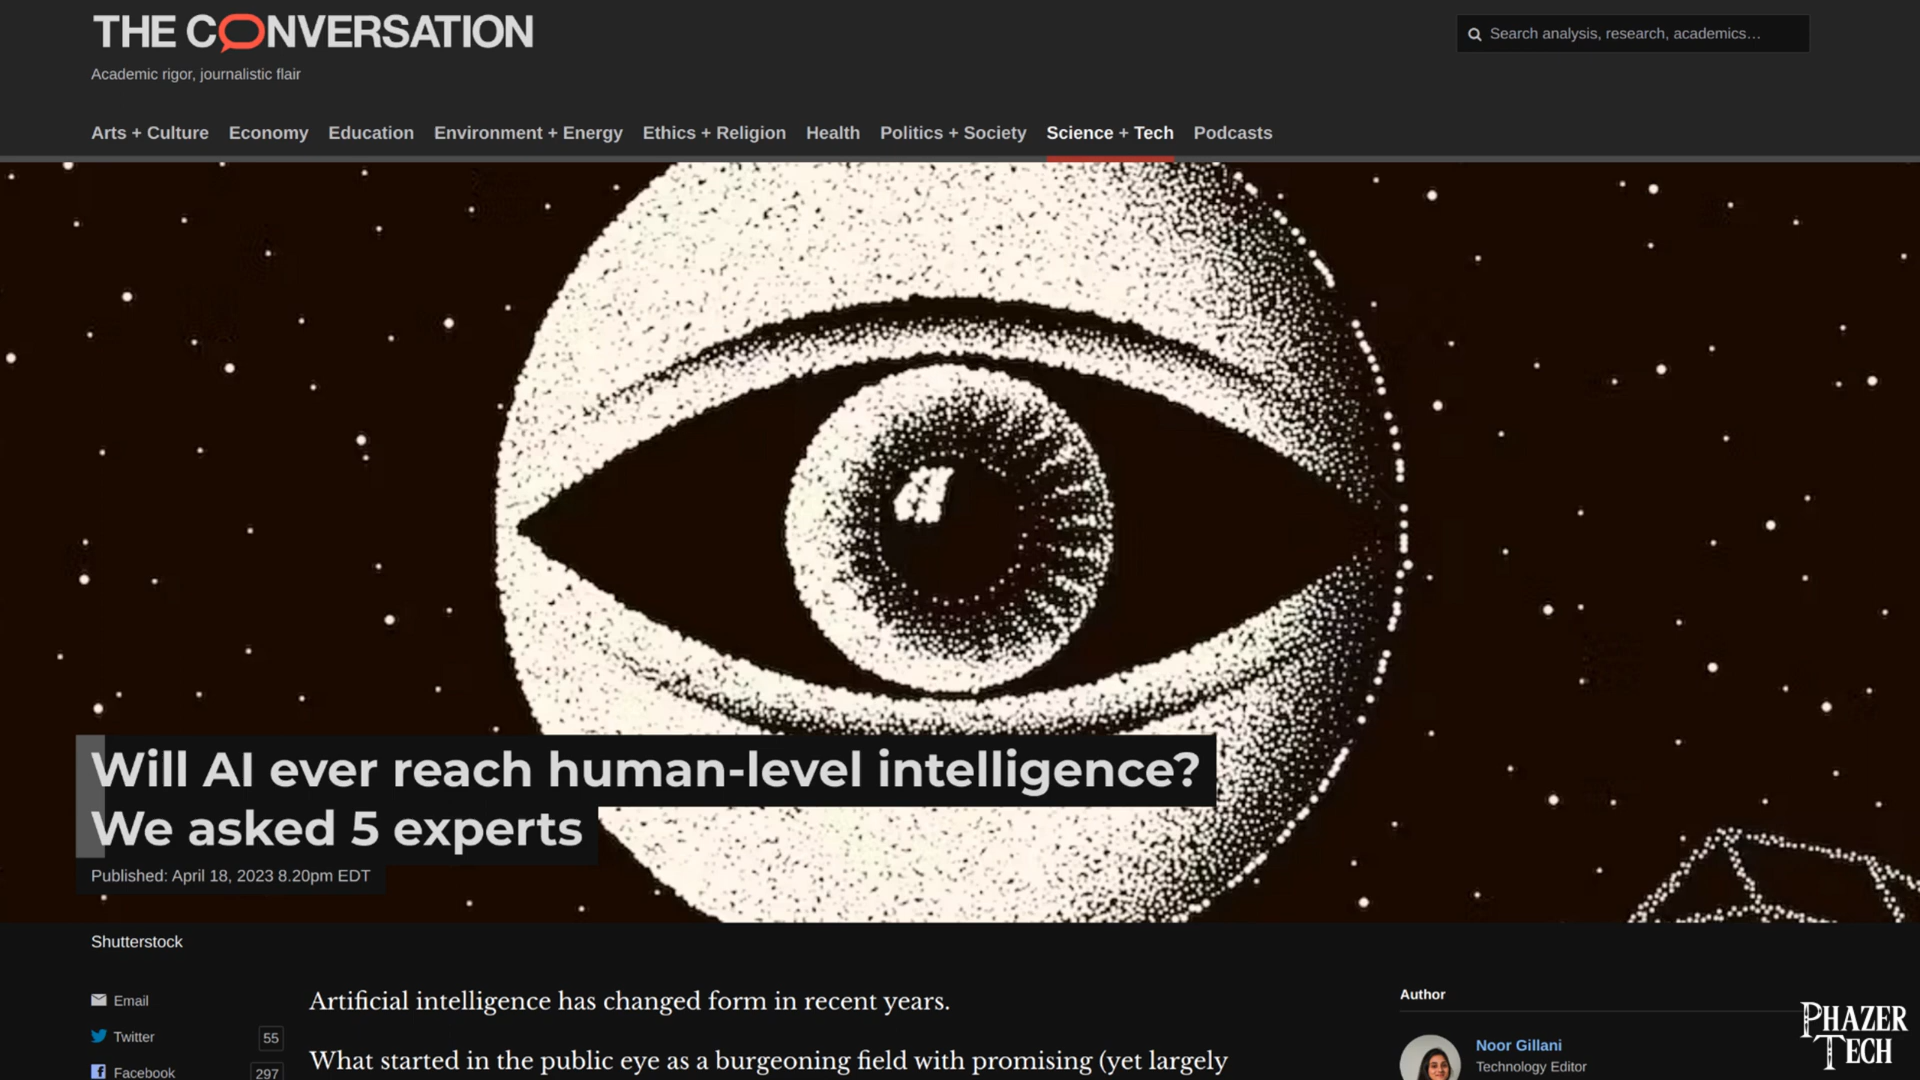 THE CONVERSATION
Academic rigor, journalistic flair
Search analysis, research, academics...
Arts + Culture Economy Education Environment + Energy Ethics + Religion Health Politics + Society Science + Tech Podcasts
Will AI ever reach human-level intelligence?
We asked 5 experts
Published: April 18, 2023 8.20pm EDT
Shutterstock
Email
Twitter 55
Facebook 297
Artificial intelligence has changed form in recent years.
What started in the public eye as a burgeoning field with promising (yet largely
Author
Noor Gillani
Technology Editor
PHAZER
TECH